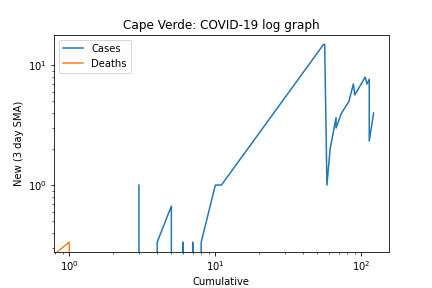 Cape Verde: COVID-19 log graph
Cases
Deaths
New (3 day SMA)
10¹
10⁰
10⁰
10¹
10²
Cumulative